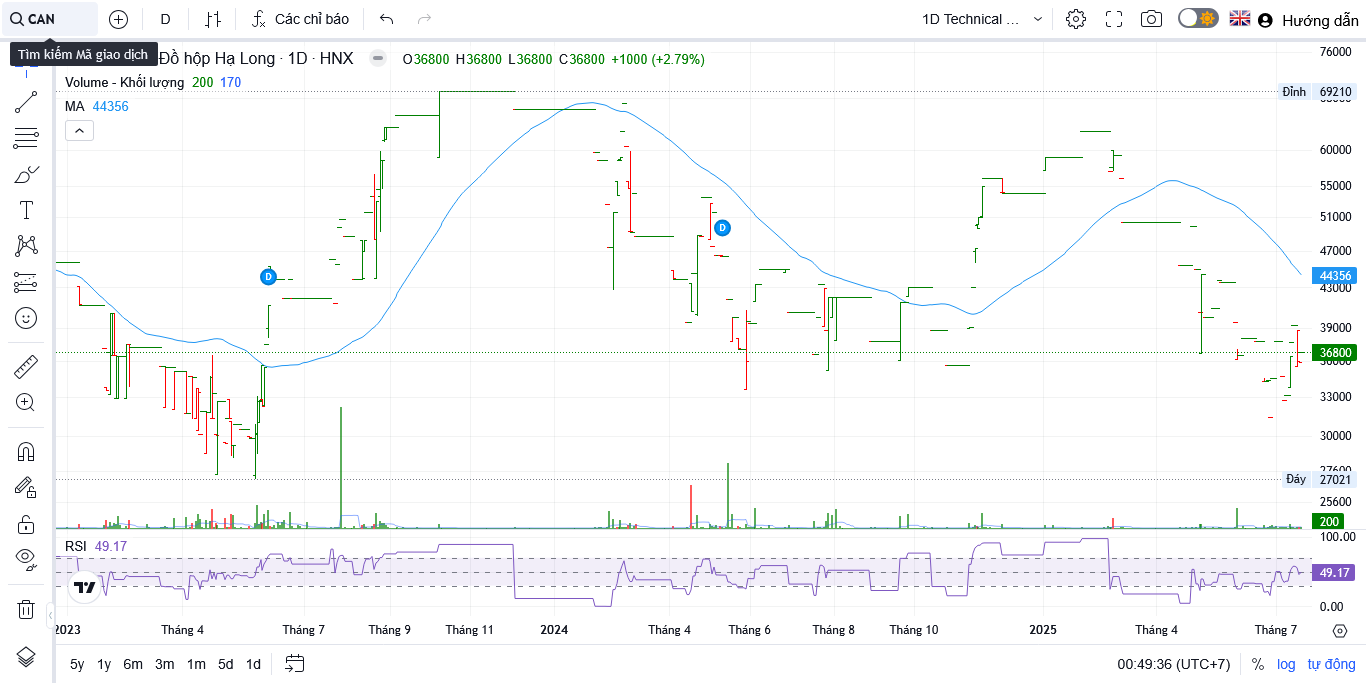 CAN
D
Các chỉ báo
1D Technical ...
Hướng dẫn
Tìm kiếm Mã giao dịch
Đồ hộp Hạ Long · 1D · HNX
O36800 H36800 L36800 C36800 +1000 (+2.79%)
Volume - Khối lượng 200 170
MA 44356
76000
Đỉnh 69210
60000
55000
51000
47000
44356
43000
39000
36800
36000
33000
30000
27600
Đáy 27021
25600
200
D
D
RSI 49.17
100.00
49.17
0.00
2023
Tháng 4
Tháng 7
Tháng 9
Tháng 11
2024
Tháng 4
Tháng 6
Tháng 8
Tháng 10
2025
Tháng 4
Tháng 7
5y 1y 6m 3m 1m 5d 1d
00:49:36 (UTC+7)
% log tự động